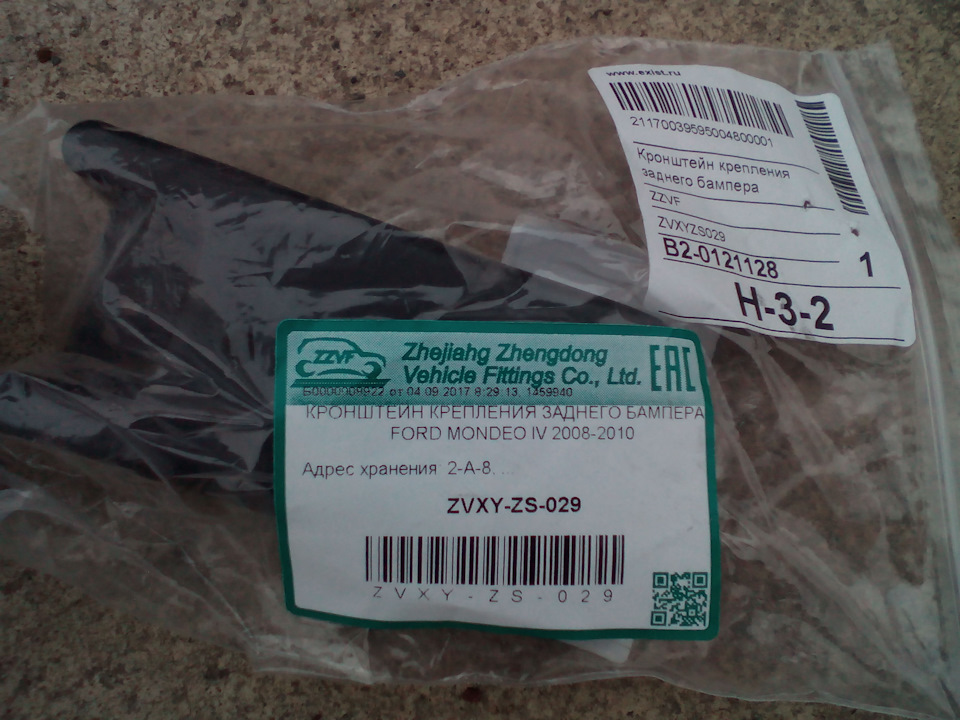 www.exist.ru
21170039595004800001
Кронштейн крепления
заднего бампера
ZZVF
ZVXYZS029
B2-0121128
1
H-3-2
ZZVF
Zhejiahg Zhengdong
Vehicle Fittings Co., Ltd.
EAC
от 04.09.2017 8:29:13, 1459940
КРОНШТЕЙН КРЕПЛЕНИЯ ЗАДНЕГО БАМПЕРА
FORD MONDEO IV 2008-2010
Адрес хранения 2-A-8, ...
ZVXY-ZS-029
ZVXY-ZS-029